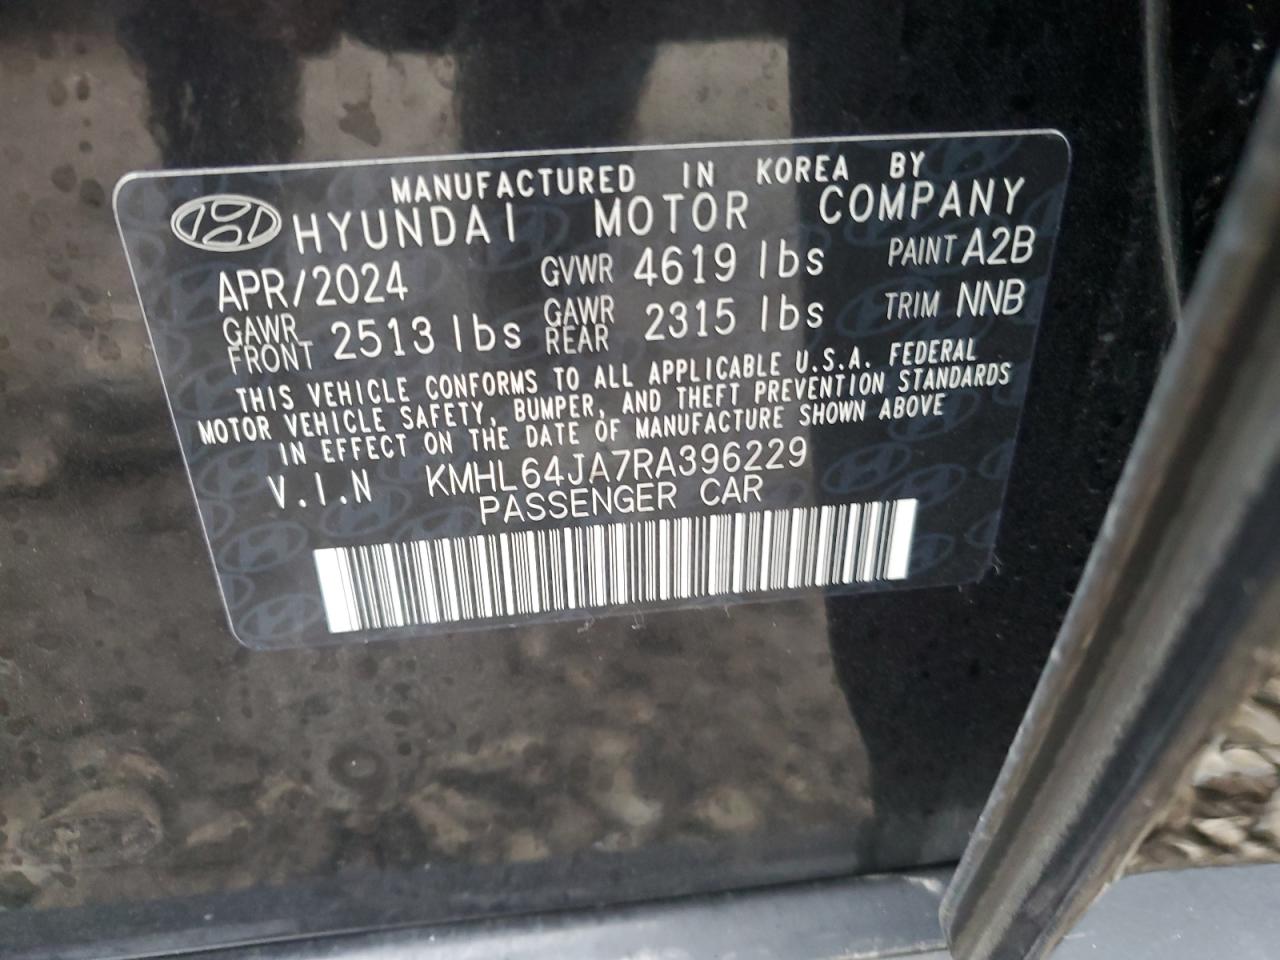 MANUFACTURED IN KOREA BY
HYUNDAI MOTOR COMPANY
APR/2024 GVWR 4619 lbs PAINT A2B
GAWR FRONT 2513 lbs GAWR REAR 2315 lbs TRIM NNB
THIS VEHICLE CONFORMS TO ALL APPLICABLE U.S.A. FEDERAL
MOTOR VEHICLE SAFETY, BUMPER, AND THEFT PREVENTION STANDARDS
IN EFFECT ON THE DATE OF MANUFACTURE SHOWN ABOVE
V.I.N KMHL64JA7RA396229
PASSENGER CAR